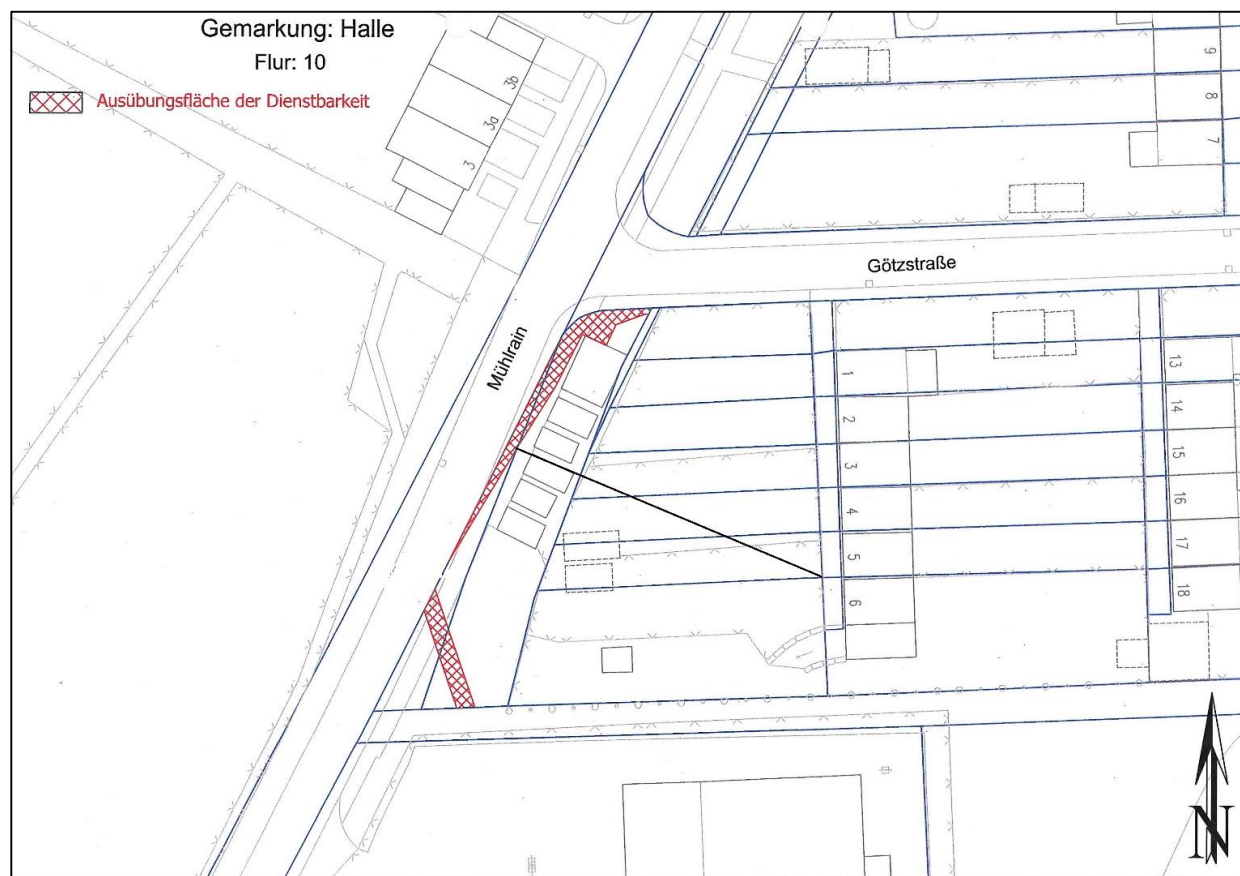 Gemarkung: Halle
Flur: 10
Ausübungsfläche der Dienstbarkeit
3b
3a
3
9
8
7
Götzstraße
Mühlrain
1
2
3
4
5
6
13
14
15
16
17
18
N